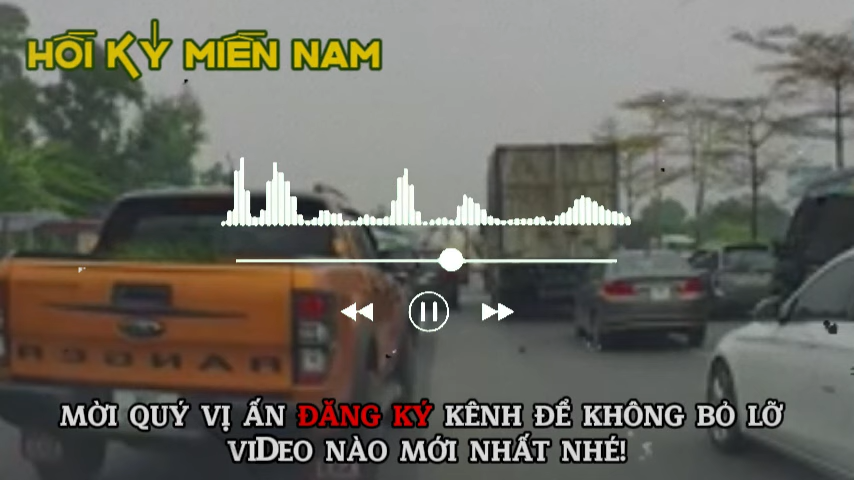 HỒI KÝ MIỀN NAM
REGNAR
MỜI QUÝ VỊ ẤN ĐĂNG KÝ KÊNH ĐỂ KHÔNG BỎ LỠ
VIDEO NÀO MỚI NHẤT NHÉ!